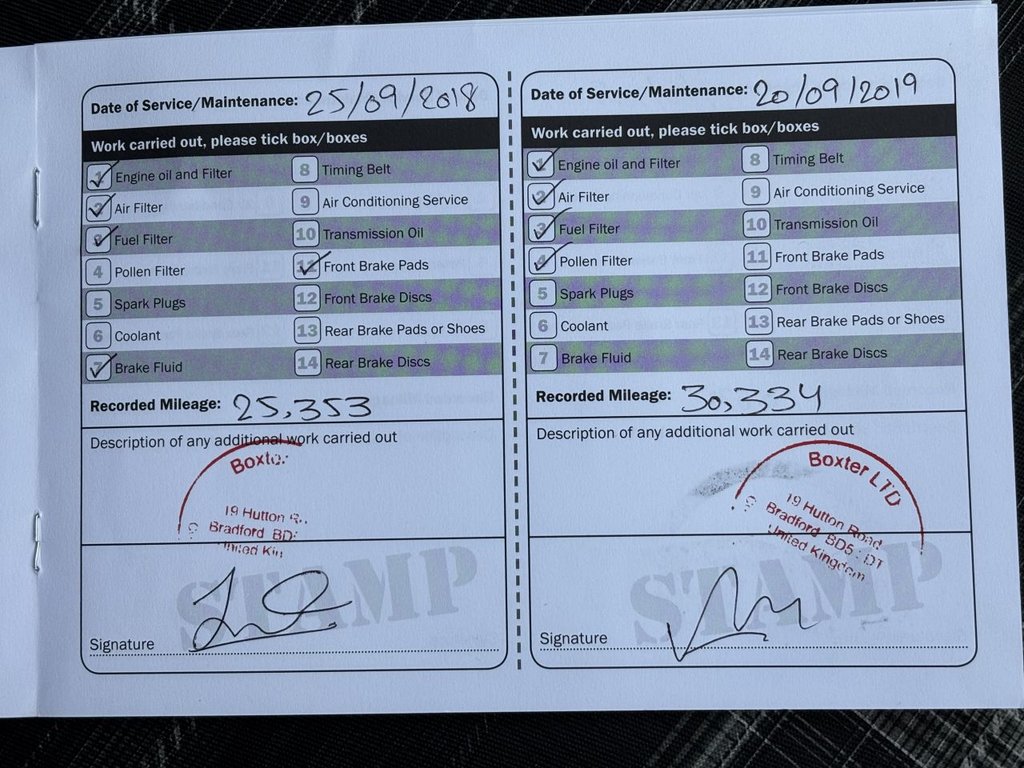 Date of Service/Maintenance: 25/09/2018
Work carried out, please tick box/boxes
1 Engine oil and Filter
2 Air Filter
3 Fuel Filter
4 Pollen Filter
5 Spark Plugs
6 Coolant
7 Brake Fluid
8 Timing Belt
9 Air Conditioning Service
10 Transmission Oil
11 Front Brake Pads
12 Front Brake Discs
13 Rear Brake Pads or Shoes
14 Rear Brake Discs
Recorded Mileage: 25,353
Description of any additional work carried out
19 Hutton
Bradford
STAMP
Signature
Date of Service/Maintenance: 20/09/2019
Work carried out, please tick box/boxes
1 Engine oil and Filter
2 Air Filter
3 Fuel Filter
4 Pollen Filter
5 Spark Plugs
6 Coolant
7 Brake Fluid
8 Timing Belt
9 Air Conditioning Service
10 Transmission Oil
11 Front Brake Pads
12 Front Brake Discs
13 Rear Brake Pads or Shoes
14 Rear Brake Discs
Recorded Mileage: 30,334
Description of any additional work carried out
Boxter LTD
19 Hutton Road
Bradford BD5
United Kingdom
STAMP
Signature